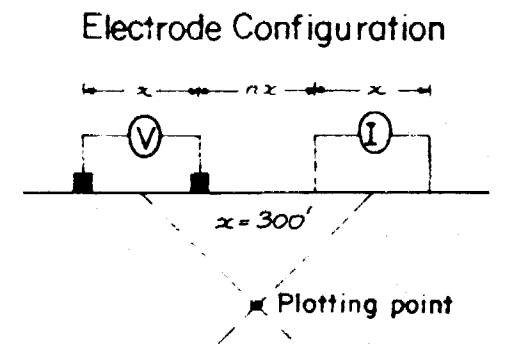 Electrode Configuration
x nx x
V I
x = 300'
Plotting point